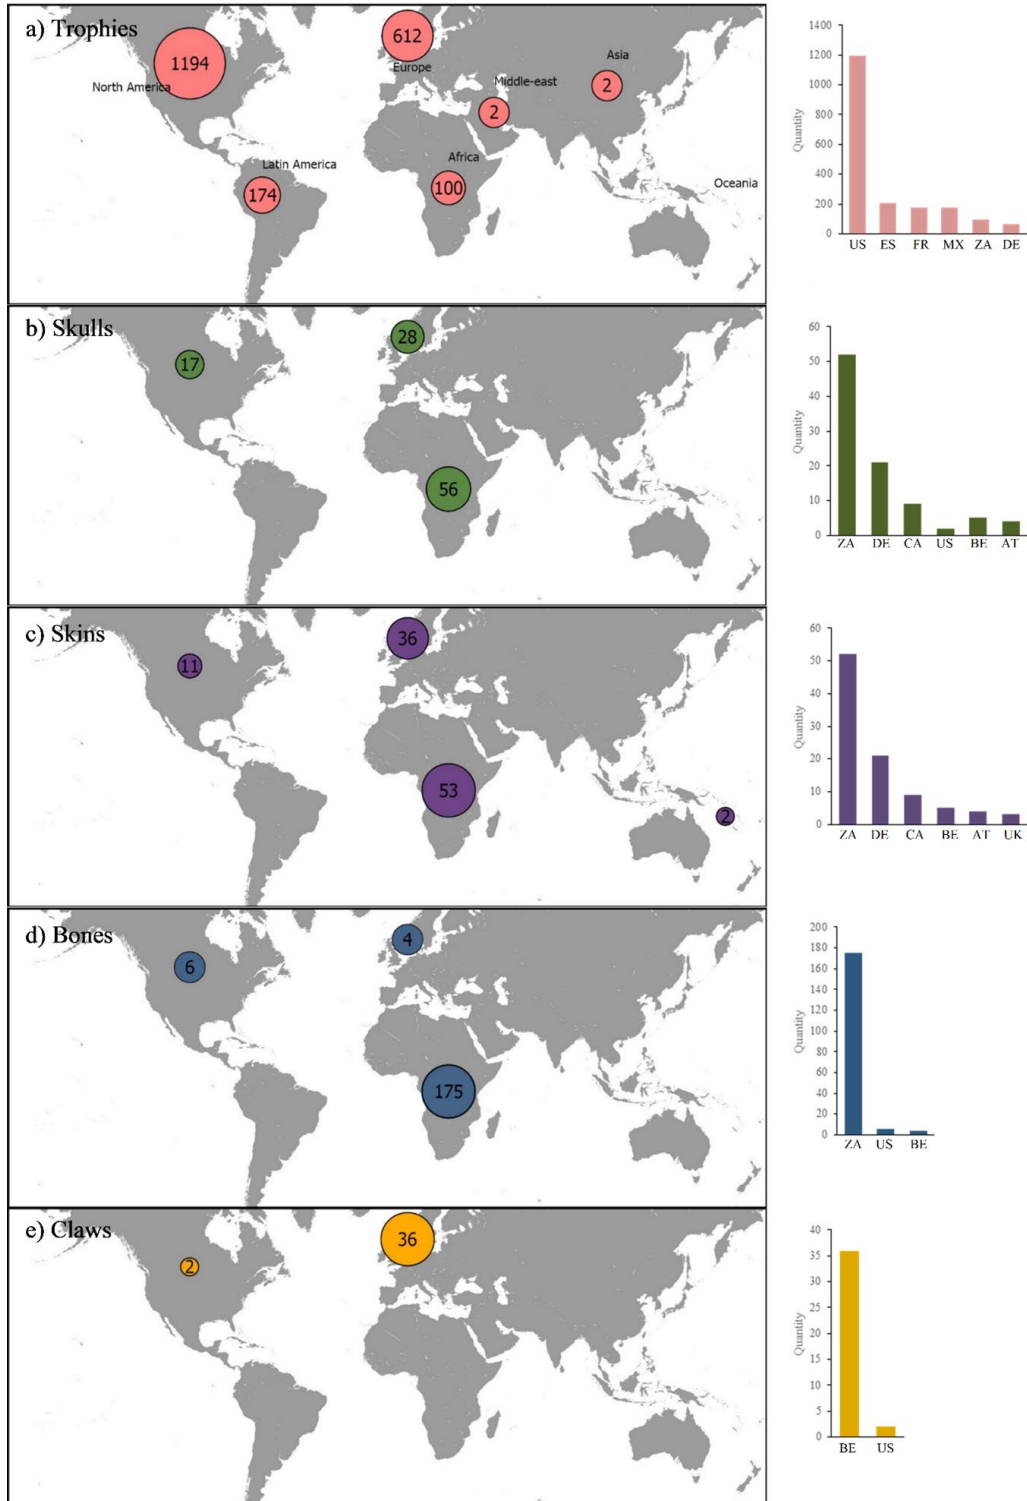 a) Trophies
1194
North America
612
Europe
Middle-east
2
Asia
2
Latin America
174
Africa
100
Oceania
Quantity
1400
1200
1000
800
600
400
200
0
US ES FR MX ZA DE
b) Skulls
17
28
56
Quantity
60
50
40
30
20
10
0
ZA DE CA US BE AT
c) Skins
11
36
53
2
Quantity
60
50
40
30
20
10
0
ZA DE CA BE AT UK
d) Bones
6
4
175
Quantity
200
180
160
140
120
100
80
60
40
20
0
ZA US BE
e) Claws
2
36
Quantity
40
35
30
25
20
15
10
5
0
BE US